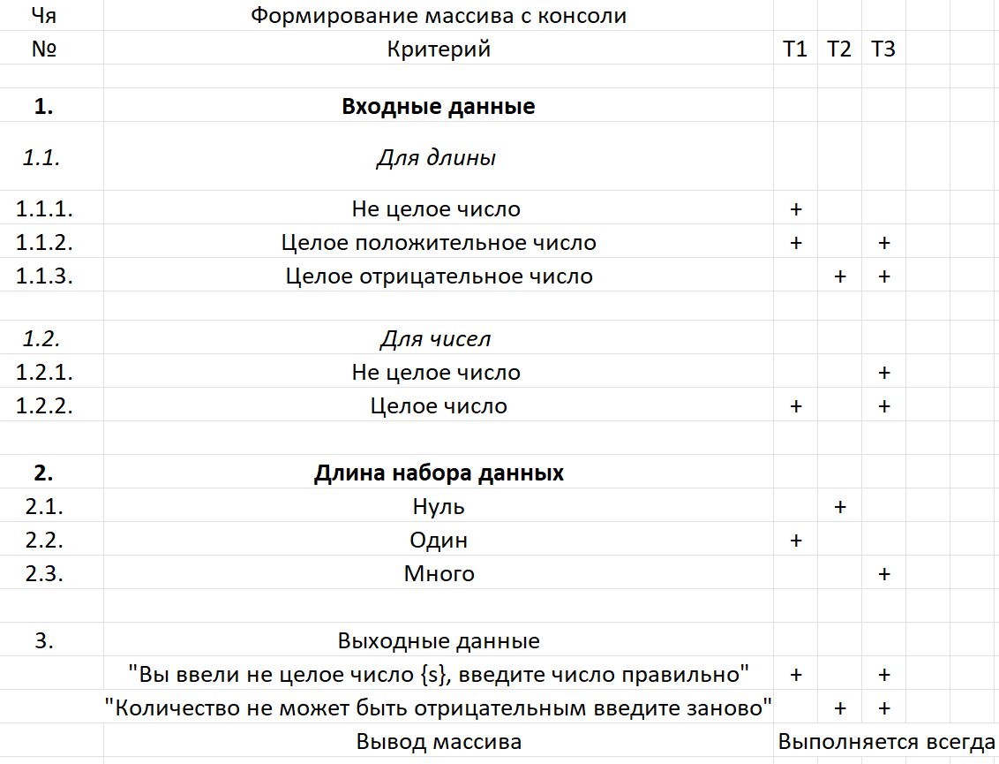 Чя Формирование массива с консоли
№ Критерий Т1 Т2 Т3
1. Входные данные
1.1. Для длины
1.1.1. Не целое число +
1.1.2. Целое положительное число + +
1.1.3. Целое отрицательное число + +
1.2. Для чисел
1.2.1. Не целое число +
1.2.2. Целое число + +
2. Длина набора данных
2.1. Нуль +
2.2. Один +
2.3. Много +
3. Выходные данные
"Вы ввели не целое число {s}, введите число правильно" + +
"Количество не может быть отрицательным введите заново" + +
Вывод массива Выполняется всегда